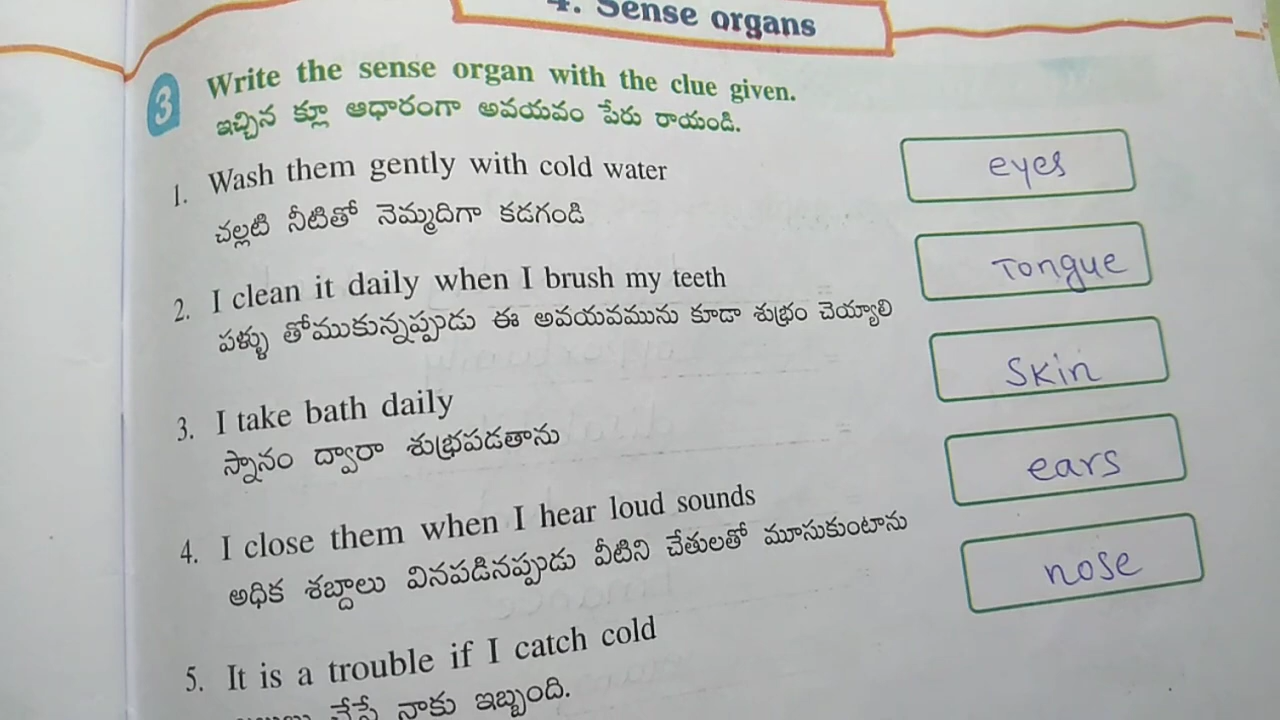 4. Sense organs
3 Write the sense organ with the clue given.
ఇచ్చిన క్లూ ఆధారంగా అవయవం పేరు రాయండి.
1. Wash them gently with cold water
eyes
చల్లటి నీటితో నెమ్మదిగా కడగండి
2. I clean it daily when I brush my teeth
Tongue
పళ్ళు తోముకున్నప్పుడు ఈ అవయవమును కూడా శుభ్రం చెయ్యాలి
3. I take bath daily
Skin
స్నానం ద్వారా శుభ్రపడతాను
4. I close them when I hear loud sounds
ears
అధిక శబ్దాలు వినపడినప్పుడు వీటిని చేతులతో మూసుకుంటాను
5. It is a trouble if I catch cold
nose
చేస్తే నాకు ఇబ్బంది.